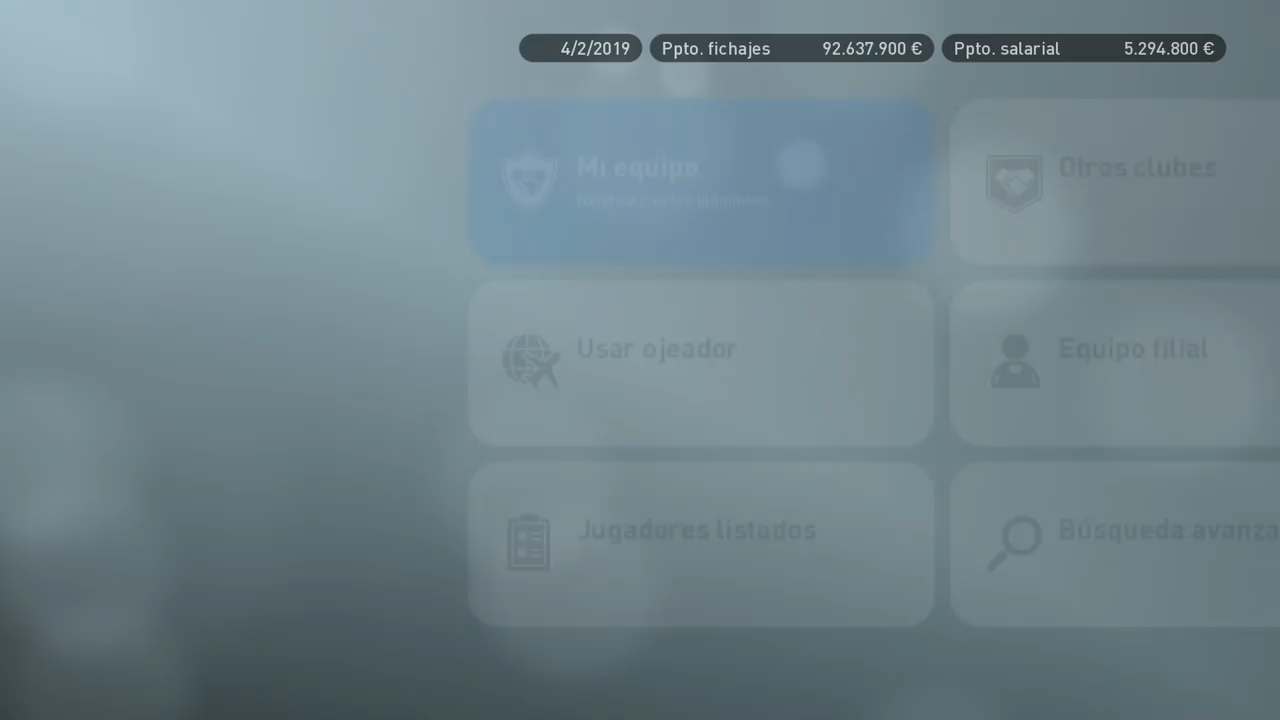 4/2/2019 Ppto. fichajes 92.637.900 € Ppto. salarial 5.294.800 €
Mi equipo Otros clubes
Usar ojeador Equipo filial
Jugadores listados Búsqueda avanza